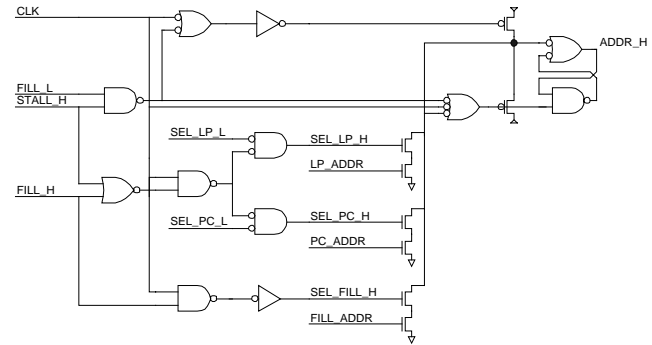 CLK
ADDR_H
FILL_L
STALL_H
SEL_LP_L
SEL_LP_H
LP_ADDR
FILL_H
SEL_PC_L
SEL_PC_H
PC_ADDR
SEL_FILL_H
FILL_ADDR